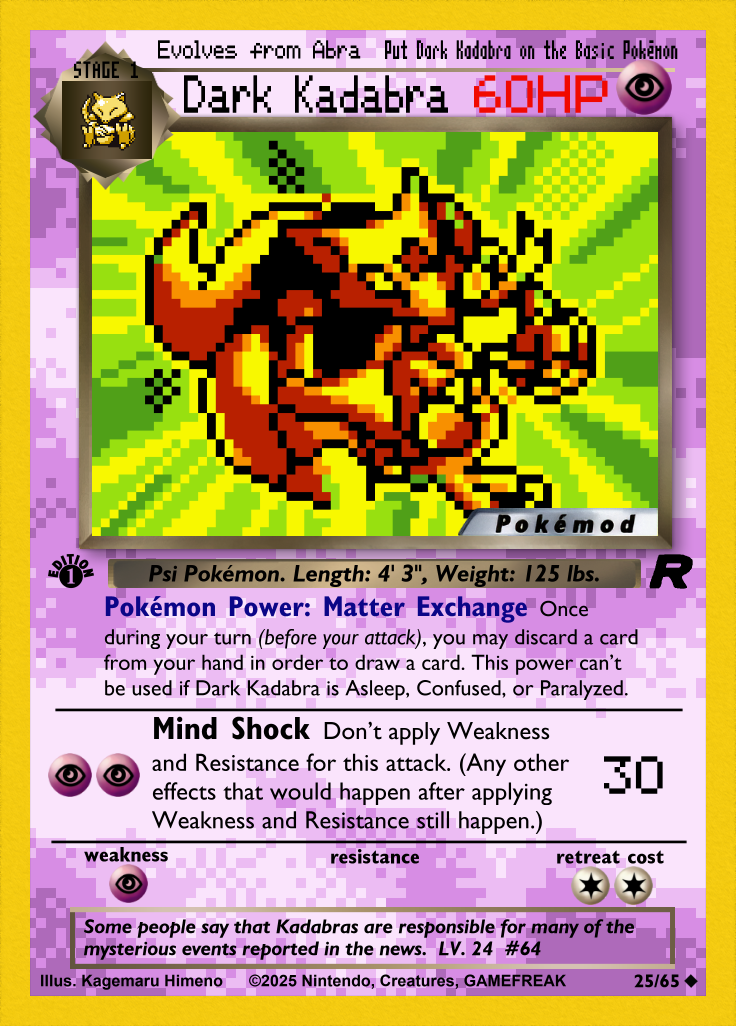 Evolves from Abra Put Dark Kadabra on the Basic Pokémon
STAGE 1
Dark Kadabra 60HP
Pokémod
EDITION 1
Psi Pokémon. Length: 4' 3", Weight: 125 lbs.
R
Pokémon Power: Matter Exchange Once
during your turn (before your attack), you may discard a card
from your hand in order to draw a card. This power can't
be used if Dark Kadabra is Asleep, Confused, or Paralyzed.
Mind Shock Don't apply Weakness
and Resistance for this attack. (Any other
effects that would happen after applying
Weakness and Resistance still happen.)
30
weakness resistance retreat cost
Some people say that Kadabras are responsible for many of the
mysterious events reported in the news. LV. 24 #64
Illus. Kagemaru Himeno ©2025 Nintendo, Creatures, GAMEFREAK 25/65